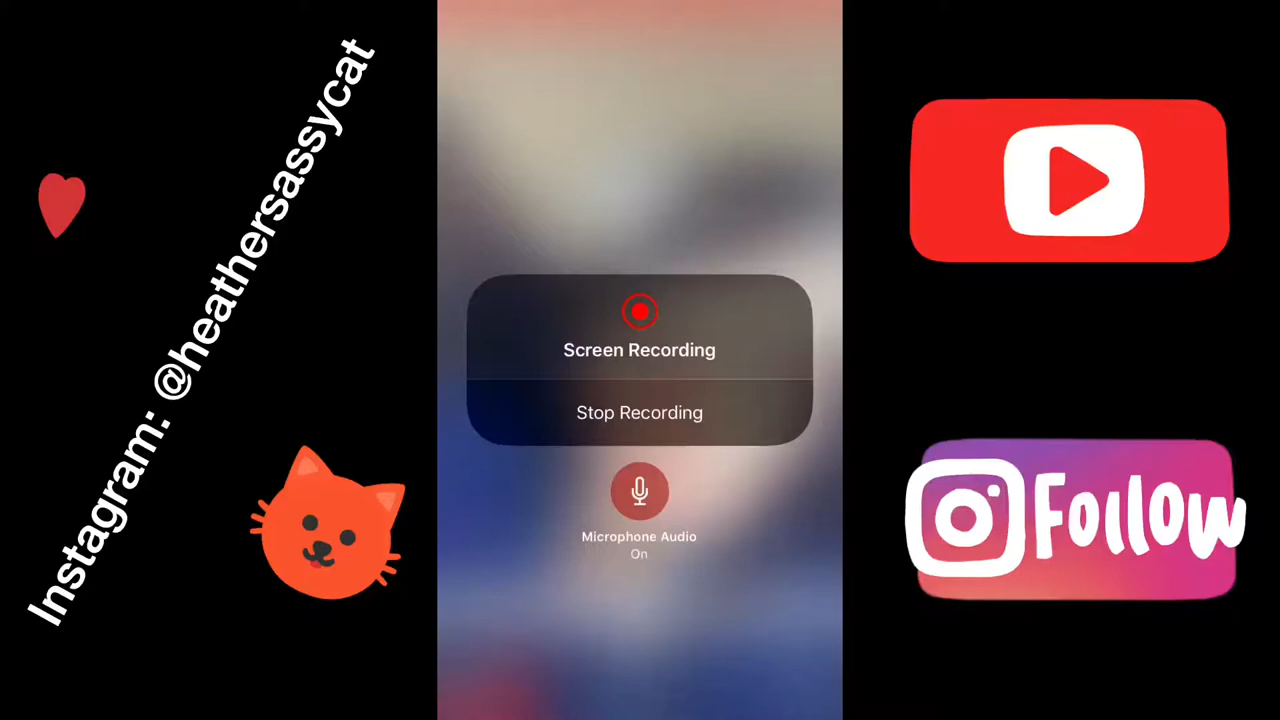 Instagram: @heathersassycat
Screen Recording
Stop Recording
Microphone Audio
On
Follow